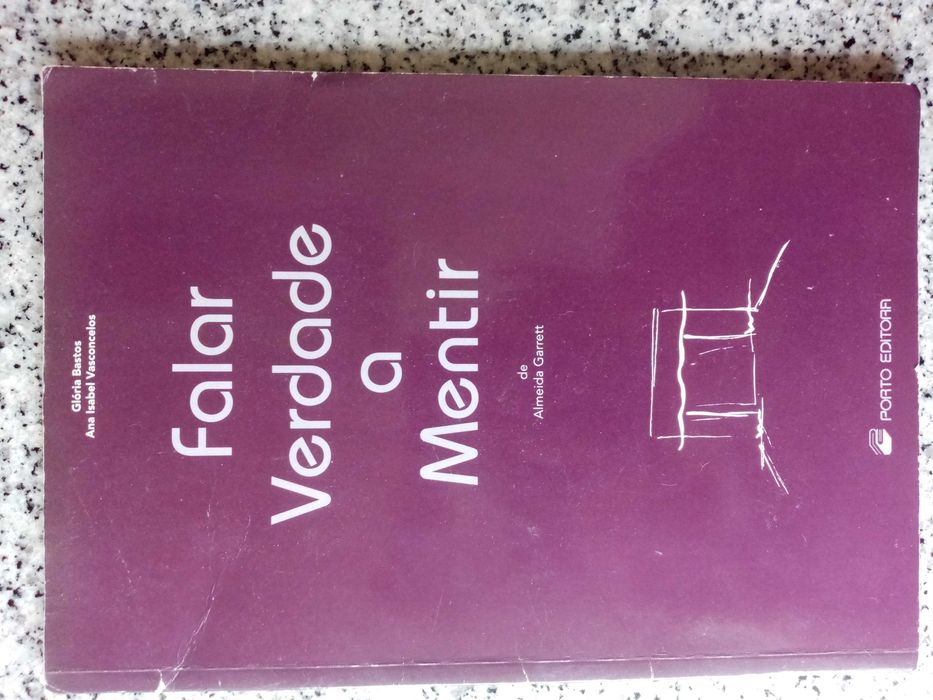 Glória Bastos
Ana Isabel Vasconcelos
Falar
Verdade
a
Mentir
de
Almeida Garrett
PORTO EDITORA